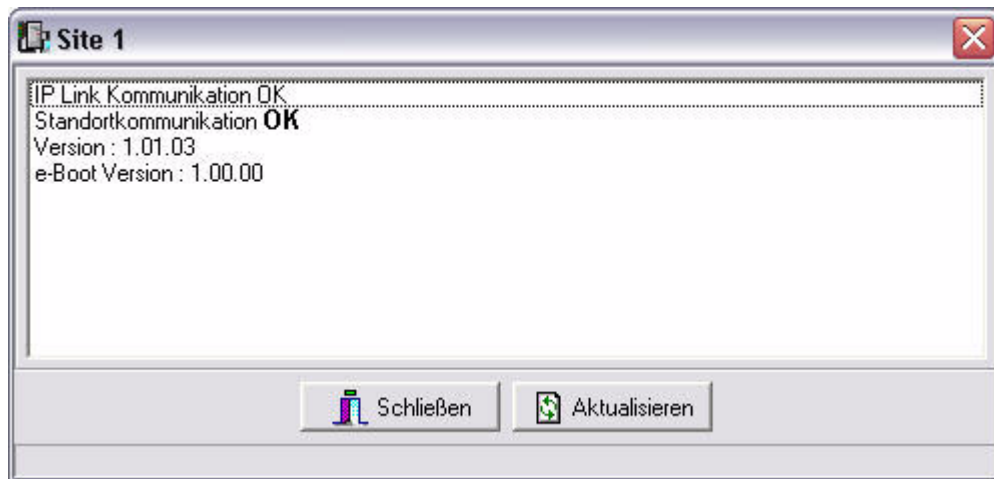 Site 1
IP Link Kommunikation OK
Standortkommunikation OK
Version : 1.01.03
e-Boot Version : 1.00.00
Schließen
Aktualisieren